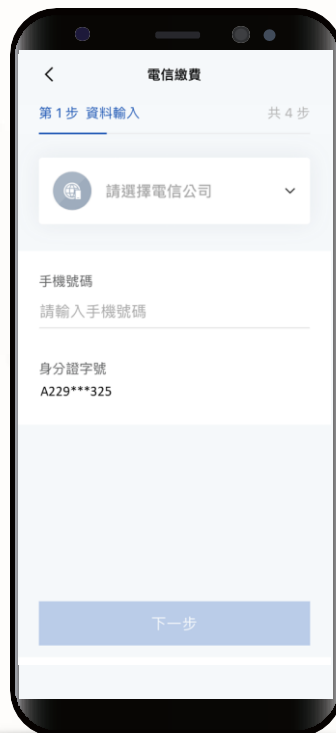 電信繳費
第1步 資料輸入
共4步
請選擇電信公司
手機號碼
請輸入手機號碼
身分證字號
A229***325
下一步